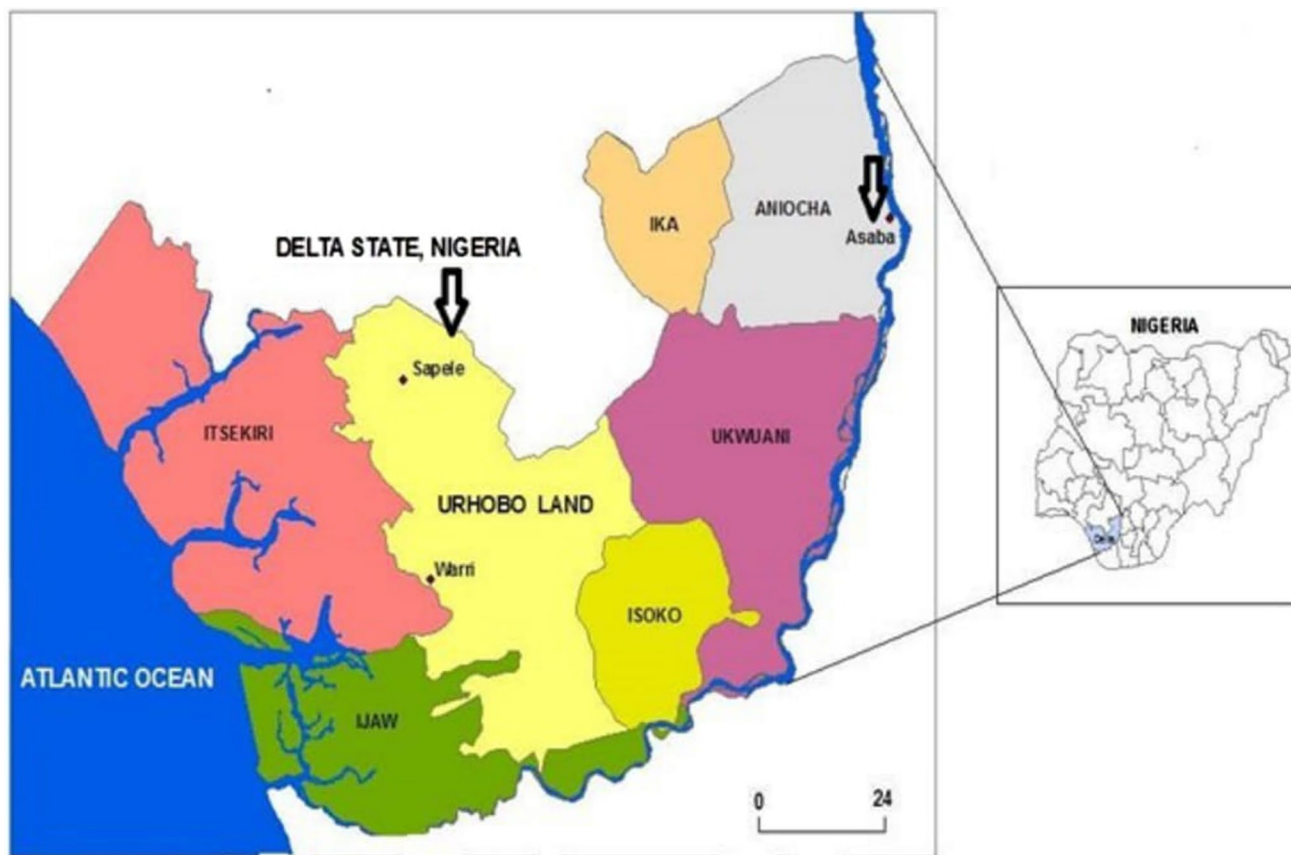 IKA
ANIOCHA
Asaba
DELTA STATE, NIGERIA
NIGERIA
Sapele
ITSEKIRI
UKWUANI
URHOBO LAND
Warri
ISOKO
ATLANTIC OCEAN
IJAW
0 24